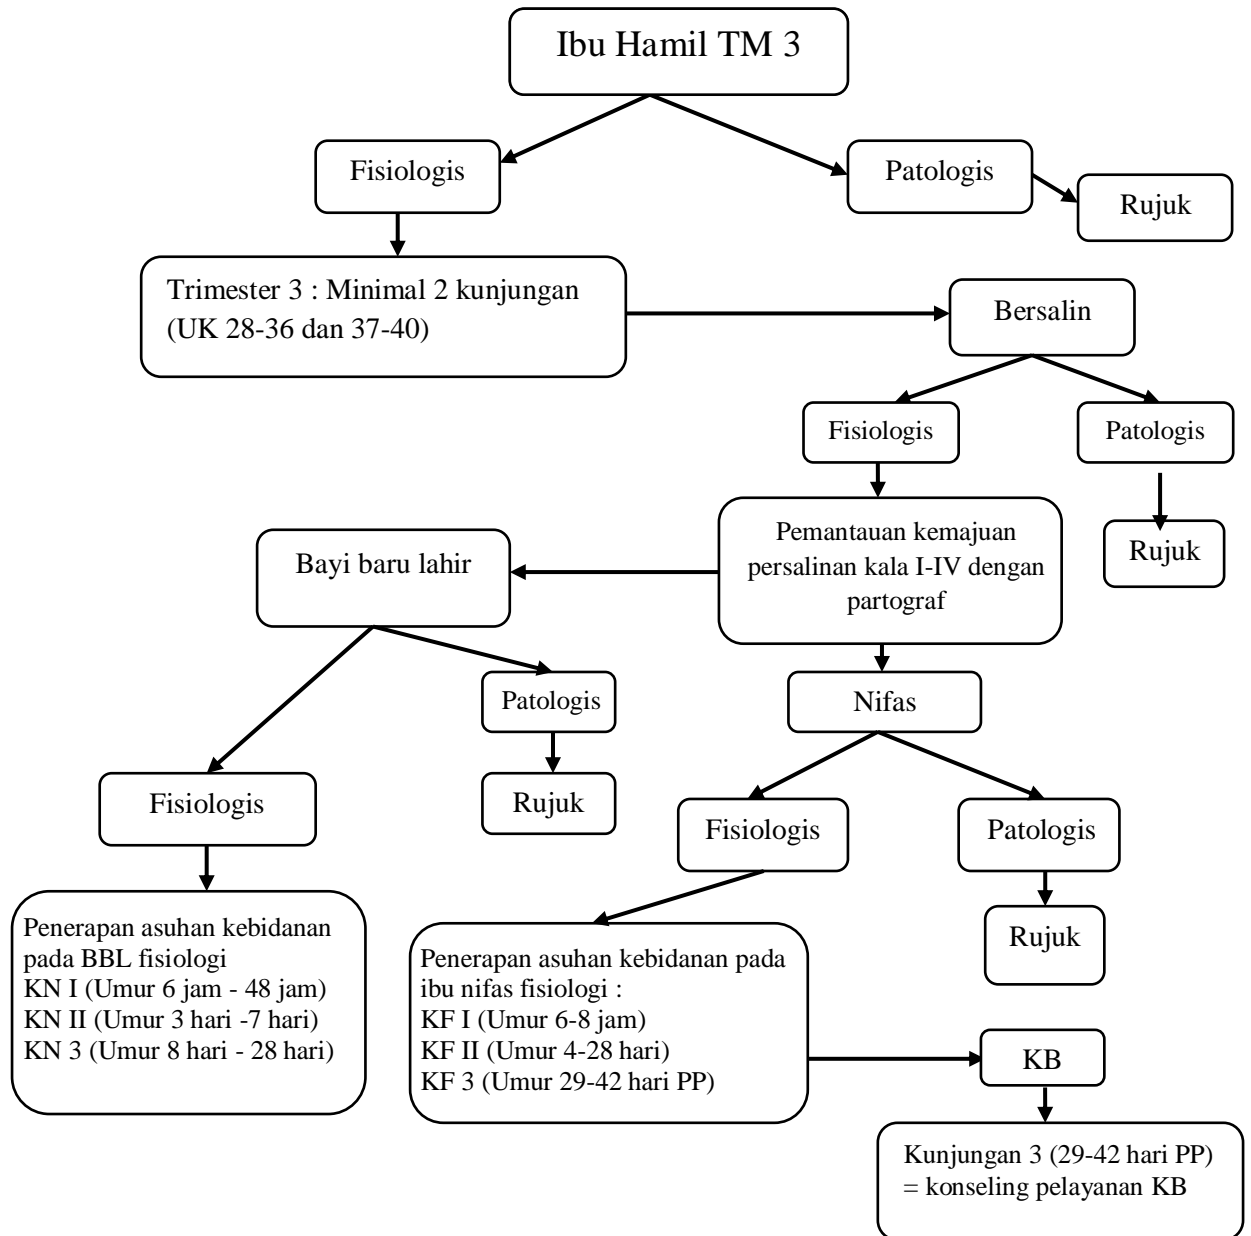 Ibu Hamil TM 3
Fisiologis
Patologis
Rujuk
Trimester 3 : Minimal 2 kunjungan
(UK 28-36 dan 37-40)
Bersalin
Fisiologis
Patologis
Rujuk
Pemantauan kemajuan
persalinan kala I-IV dengan
partograf
Bayi baru lahir
Patologis
Rujuk
Nifas
Fisiologis
Fisiologis
Patologis
Rujuk
Penerapan asuhan kebidanan
pada BBL fisiologi
KN I (Umur 6 jam - 48 jam)
KN II (Umur 3 hari -7 hari)
KN 3 (Umur 8 hari - 28 hari)
Penerapan asuhan kebidanan pada
ibu nifas fisiologi :
KF I (Umur 6-8 jam)
KF II (Umur 4-28 hari)
KF 3 (Umur 29-42 hari PP)
KB
Kunjungan 3 (29-42 hari PP)
= konseling pelayanan KB